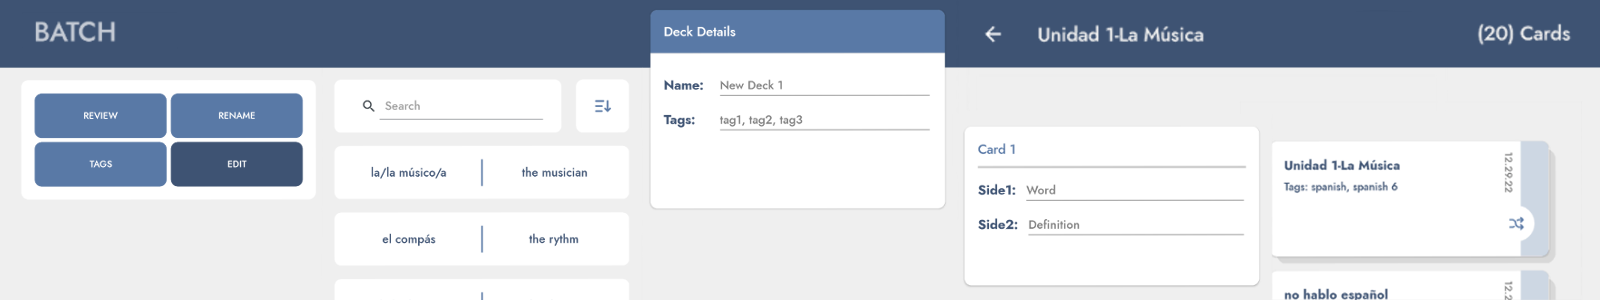 BATCH
REVIEW
RENAME
TAGS
EDIT
Search
la/la músico/a
the musician
el compás
the rythm
Deck Details
Name: New Deck 1
Tags: tag1, tag2, tag3
Unidad 1-La Música
(20) Cards
Card 1
Side1: Word
Side2: Definition
Unidad 1-La Música
Tags: spanish, spanish 6
12.29.22
no hablo español
12.2